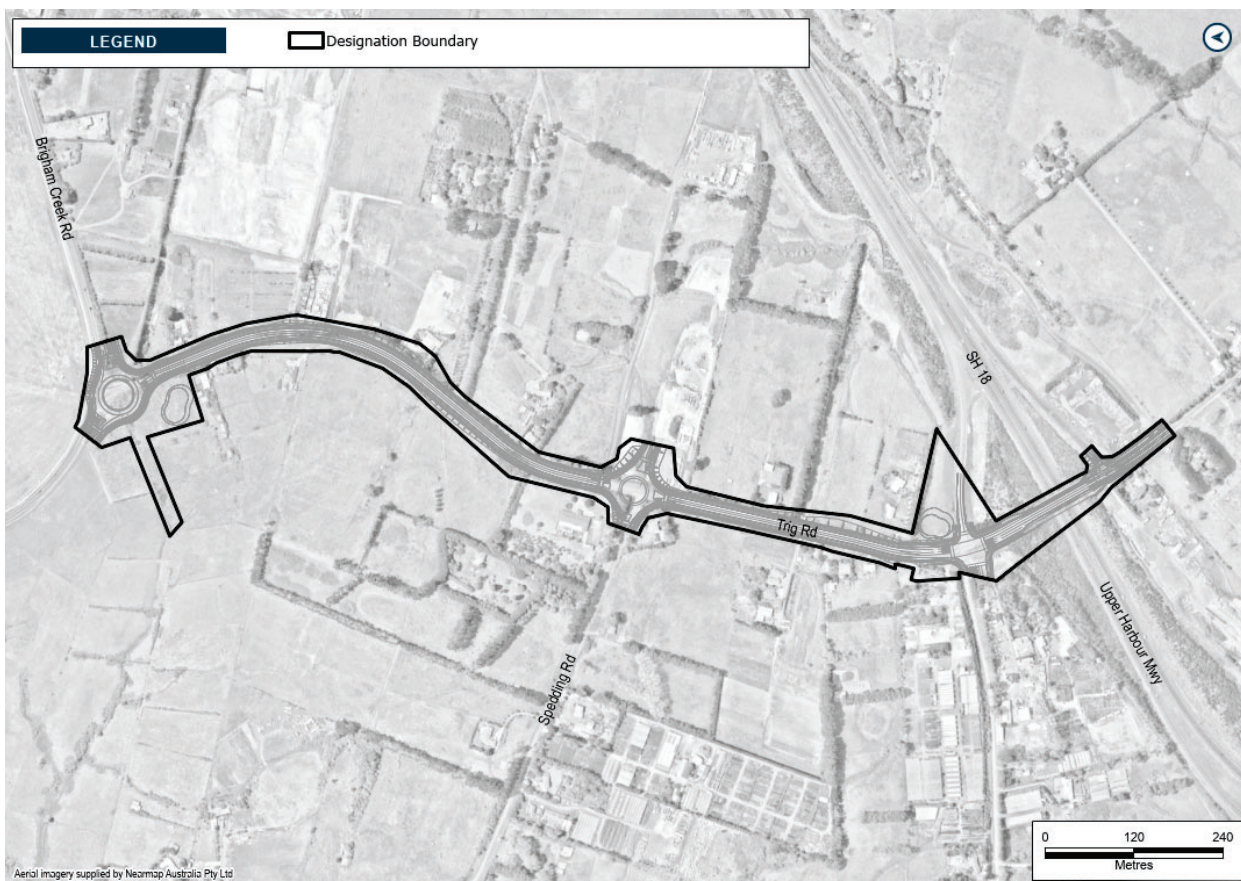 LEGEND
Designation Boundary
Brigham Creek Rd
SH 18
Trig Rd
Upper Harbour Mwy
Spedding Rd
0 120 240
Metres
Aerial imagery supplied by Nearmap Australia Pty Ltd